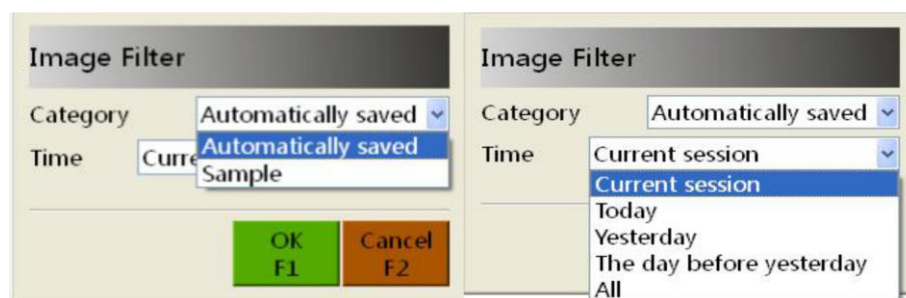 Image Filter
Category Automatically saved
Automatically saved
Time Curre
Sample
OK
F1
Cancel
F2
Image Filter
Category Automatically saved
Time Current session
Current session
Today
Yesterday
The day before yesterday
All